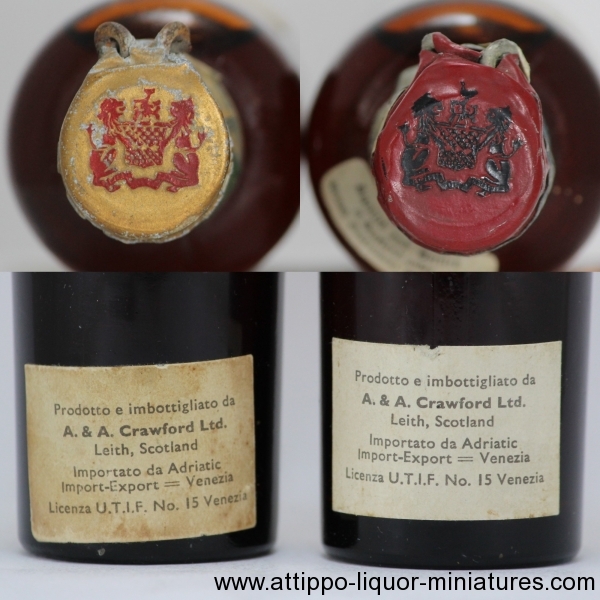 Prodotto e imbottigliato da
A. & A. Crawford Ltd.
Leith, Scotland
Importato da Adriatic
Import-Export = Venezia
Licenza U.T.I.F. No. 15 Venezia
Prodotto e imbottigliato da
A. & A. Crawford Ltd.
Leith, Scotland
Importato da Adriatic
Import-Export = Venezia
Licenza U.T.I.F. No. 15 Venezia
www.attippo-liquor-miniatures.com